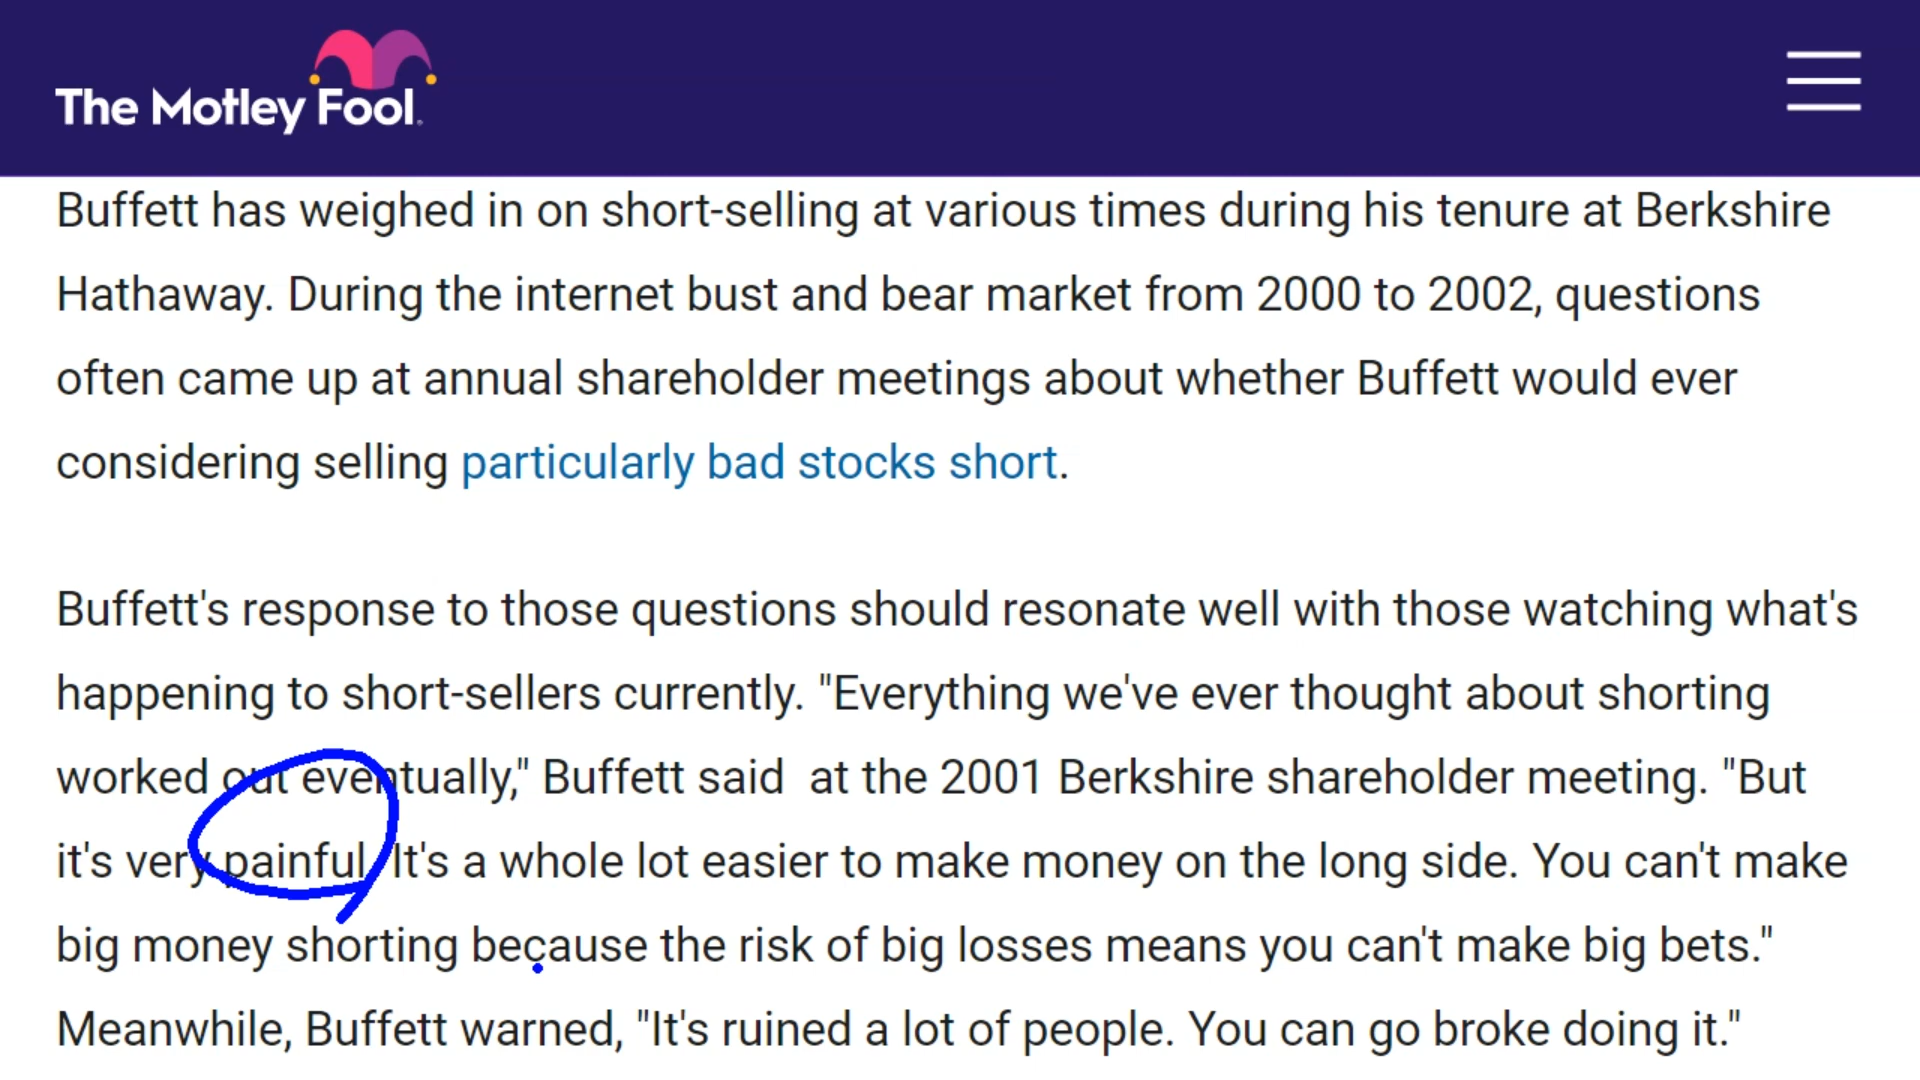 The Motley Fool.
Buffett has weighed in on short-selling at various times during his tenure at Berkshire
Hathaway. During the internet bust and bear market from 2000 to 2002, questions
often came up at annual shareholder meetings about whether Buffett would ever
considering selling particularly bad stocks short.
Buffett's response to those questions should resonate well with those watching what's
happening to short-sellers currently. "Everything we've ever thought about shorting
worked out eventually," Buffett said  at the 2001 Berkshire shareholder meeting. "But
it's very painful. It's a whole lot easier to make money on the long side. You can't make
big money shorting because the risk of big losses means you can't make big bets."
Meanwhile, Buffett warned, "It's ruined a lot of people. You can go broke doing it."